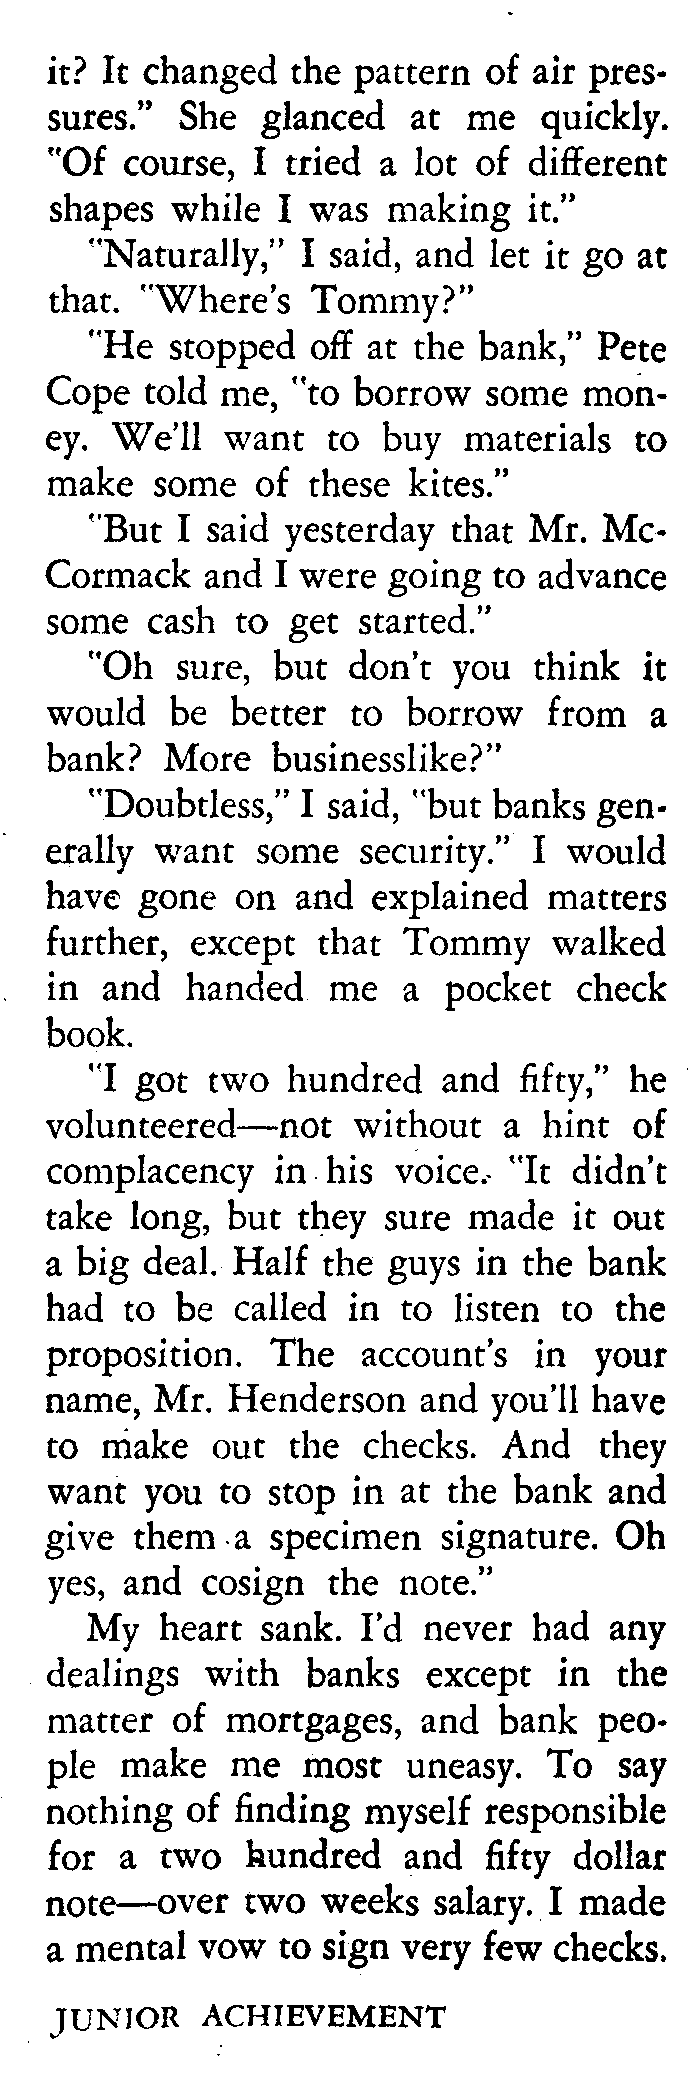 it? It changed the pattern of air pres-
sures.” She glanced at me quickly.
“Of course, I tried a lot of different
shapes while I was making it.”
“Naturally,” I said, and let it go at
that. “Where's Tommy?”
“He stopped off at the bank,” Pete
Cope told me, “to borrow some mon-
ey. We'll want to buy materials to
make some of these kites.”
“But I said yesterday that Mr. Mc-
Cormack and I were going to advance
some cash to get started.”
“Oh sure, but don't you think it
would be better to borrow from a
bank? More businesslike?”
“Doubtless,” I said, “but banks gen-
erally want some security.” I would
have gone on and explained matters
further, except that Tommy walked
in and handed me a pocket check
book.
“I got two hundred and fifty,” he
volunteered—not without a hint of
complacency in his voice. “It didn't
take long, but they sure made it out
a big deal. Half the guys in the bank
had to be called in to listen to the
proposition. The account's in your
name, Mr. Henderson and you'll have
to make out the checks. And they
want you to stop in at the bank and
give them a specimen signature. Oh
yes, and cosign the note.”
My heart sank. I'd never had any
dealings with banks except in the
matter of mortgages, and bank peo-
ple make me most uneasy. To say
nothing of finding myself responsible
for a two hundred and fifty dollar
note—over two weeks salary. I made
a mental vow to sign very few checks.
JUNIOR ACHIEVEMENT